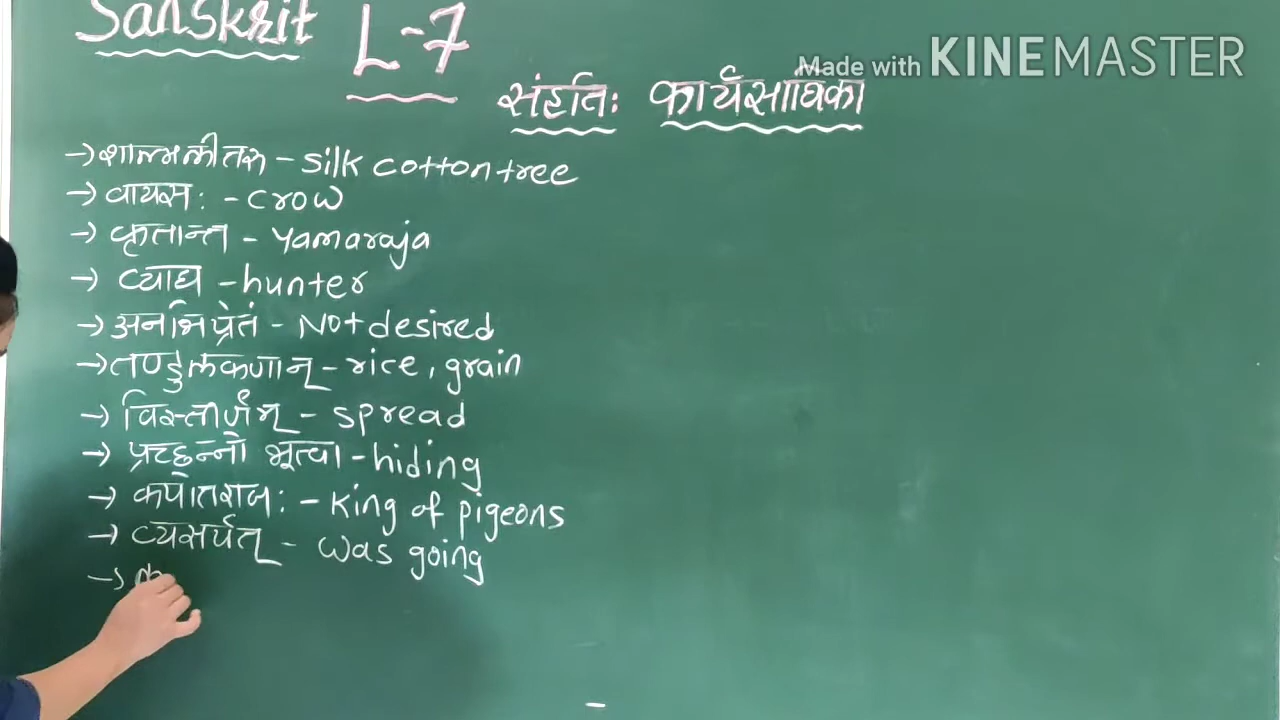 Sanskrit L-7
Made with KINEMASTER
संहतिः कार्यसाधिका
→ शाल्मलीतरु - silk cotton tree
→ वायसः - crow
→ कृतान्त - Yamaraja
→ व्याध - hunter
→ अनभिप्रेतं - Not desired
→ तण्डुलकणान् - rice, grain
→ विस्तीर्णम् - spread
→ प्रच्छन्नो भूत्वा - hiding
→ कपोतराजः - King of pigeons
→ व्यसर्पत् - was going
→